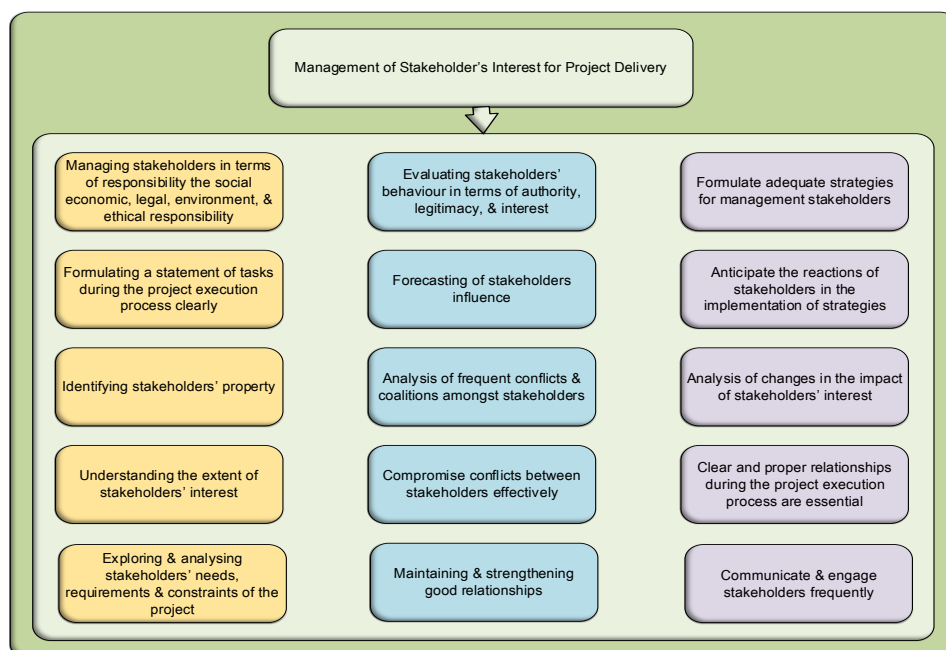 Management of Stakeholder's Interest for Project Delivery
Managing stakeholders in terms
of responsibility the social
economic, legal, environment, &
ethical responsibility
Evaluating stakeholders'
behaviour in terms of authority,
legitimacy, & interest
Formulate adequate strategies
for management stakeholders
Formulating a statement of tasks
during the project execution
process clearly
Forecasting of stakeholders
influence
Anticipate the reactions of
stakeholders in the
implementation of strategies
Identifying stakeholders' property
Analysis of frequent conflicts &
coalitions amongst stakeholders
Analysis of changes in the impact
of stakeholders' interest
Understanding the extent of
stakeholders' interest
Compromise conflicts between
stakeholders effectively
Clear and proper relationships
during the project execution
process are essential
Exploring & analysing
stakeholders' needs,
requirements & constraints of the
project
Maintaining & strengthening
good relationships
Communicate & engage
stakeholders frequently